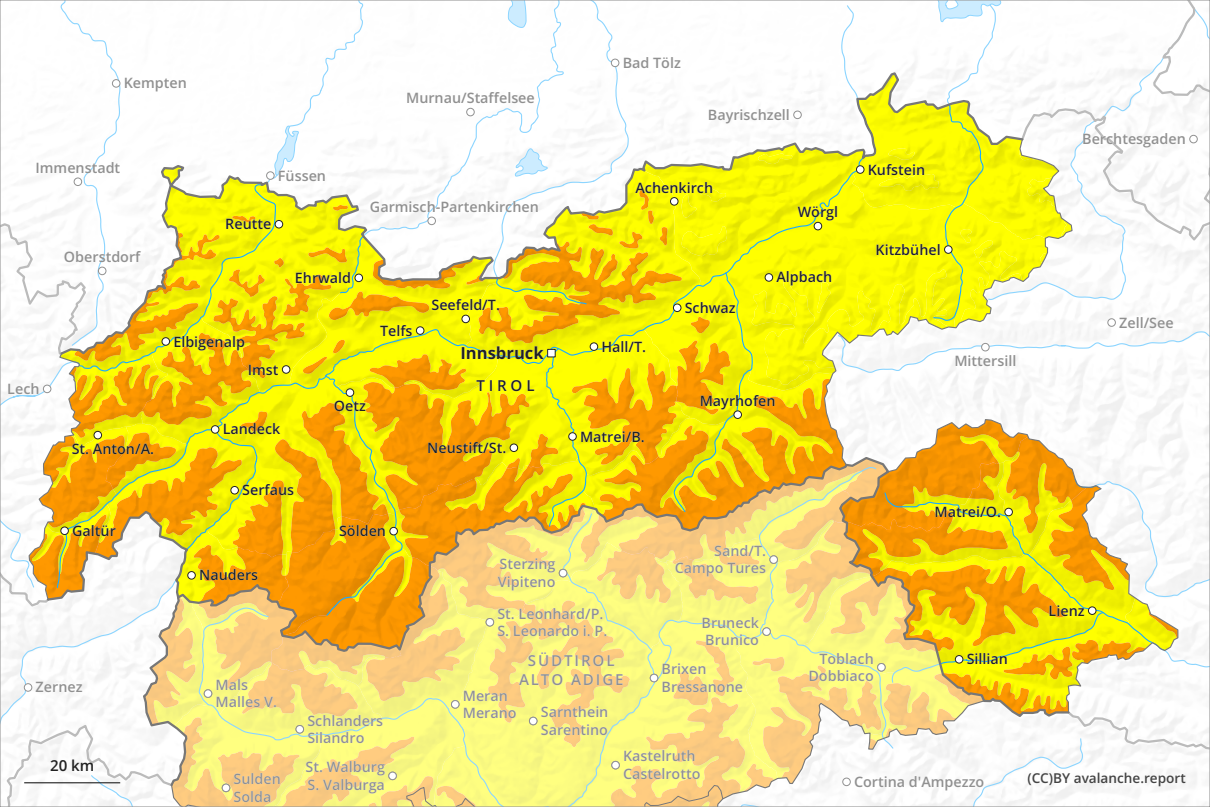 Bad Tölz
Kempten
Murnau/Staffelsee
Bayrischzell
Berchtesgaden
Immenstadt
Füssen
Kufstein
Achenkirch
Garmisch-Partenkirchen
Wörgl
Reutte
Kitzbühel
Oberstdorf
Ehrwald
Alpbach
Seefeld/T.
Schwaz
Telfs
Zell/See
Elbigenalp
Innsbruck
Hall/T.
Mittersill
Imst
TIROL
Lech
Oetz
Mayrhofen
Landeck
Matrei/B.
St. Anton/A.
Neustift/St.
Serfaus
Matrei/O.
Galtür
Sölden
Sand/T.
Campo Tures
Sterzing
Vipiteno
Nauders
Lienz
St. Leonhard/P.
S. Leonardo i. P.
Bruneck
Brunico
SÜDTIROL
ALTO ADIGE
Sillian
Toblach
Dobbiaco
Brixen
Bressanone
Zernez
Mals
Malles V.
Meran
Merano
Sarnthein
Sarentino
Schlanders
Silandro
Kastelruth
Castelrotto
20 km
St. Walburg
S. Valburga
Sulden
Solda
Cortina d'Ampezzo
(CC)BY avalanche.report